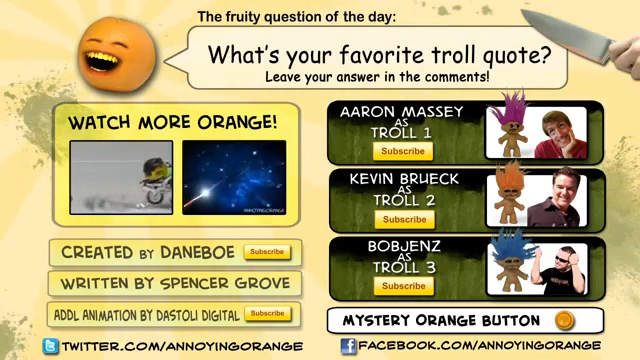 The fruity question of the day:
What's your favorite troll quote?
Leave your answer in the comments!
WATCH MORE ORANGE!
ANNOYINGORANGE
CREATED BY DANEBOE
Subscribe
WRITTEN BY SPENCER GROVE
ADDL ANIMATION BY DASTOLI DIGITAL
Subscribe
TWITTER.COM/ANNOYINGORANGE
AARON MASSEY
AS
TROLL 1
Subscribe
KEVIN BRUECK
AS
TROLL 2
Subscribe
BOBJENZ
AS
TROLL 3
Subscribe
MYSTERY ORANGE BUTTON
FACEBOOK.COM/ANNOYINGORANGE